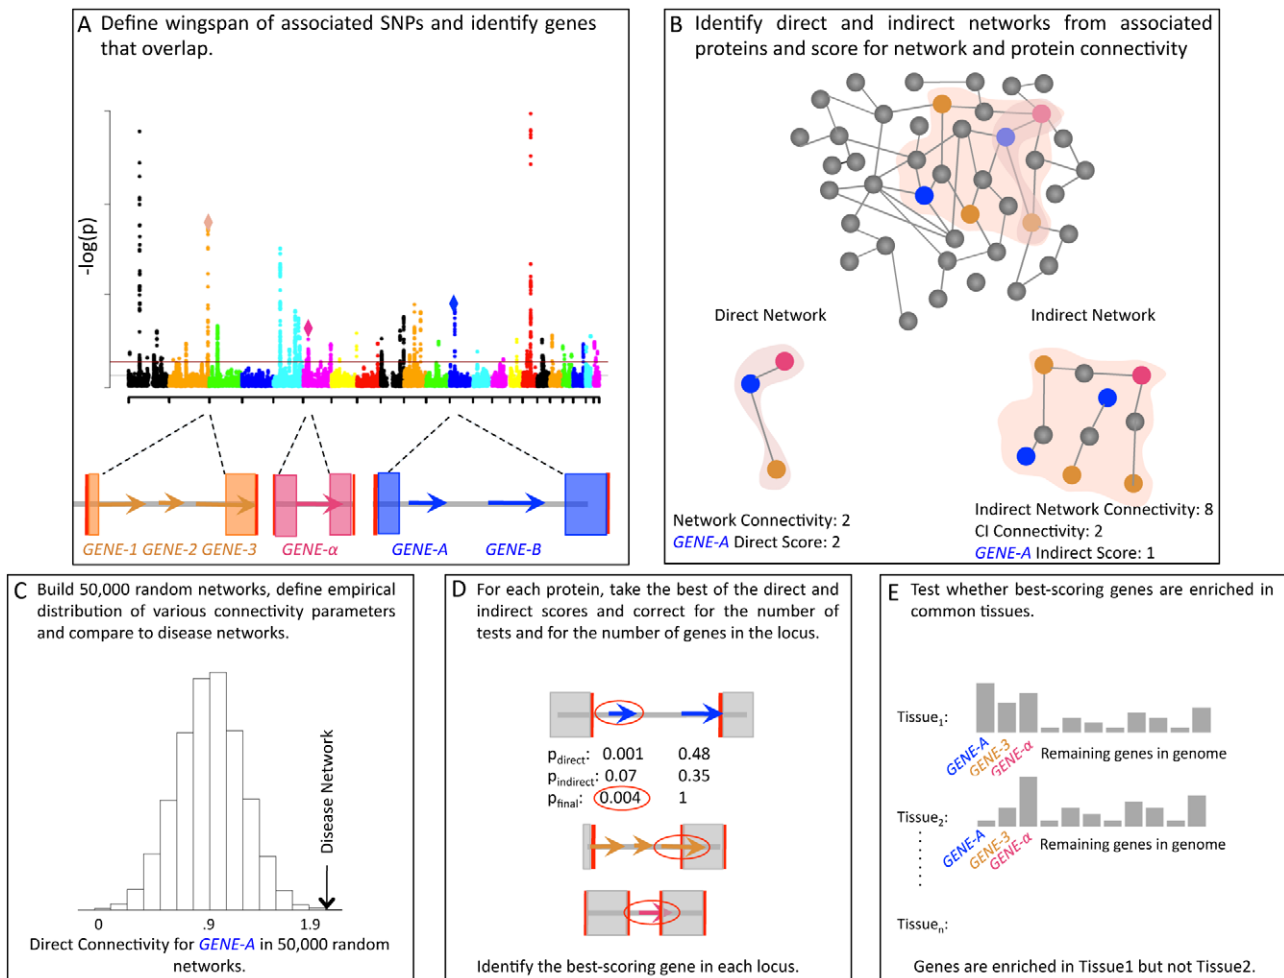 A Define wingspan of associated SNPs and identify genes
that overlap.
-log(p)
GENE-1 GENE-2 GENE-3
GENE-α
GENE-A
GENE-B
B Identify direct and indirect networks from associated
proteins and score for network and protein connectivity
Direct Network
Indirect Network
Network Connectivity: 2
GENE-A Direct Score: 2
Indirect Network Connectivity: 8
CI Connectivity: 2
GENE-A Indirect Score: 1
C Build 50,000 random networks, define empirical
distribution of various connectivity parameters
and compare to disease networks.
Disease Network
0 .9 1.9
Direct Connectivity for GENE-A in 50,000 random
networks.
D For each protein, take the best of the direct and
indirect scores and correct for the number of
tests and for the number of genes in the locus.
pdirect: 0.001 0.48
pindirect: 0.07 0.35
pfinal: 0.004 1
Identify the best-scoring gene in each locus.
E Test whether best-scoring genes are enriched in
common tissues.
Tissue1:
GENE-A
GENE-3
GENE-α
Remaining genes in genome
Tissue2:
GENE-A
GENE-3
GENE-α
Remaining genes in genome
Tissuen:
Genes are enriched in Tissue1 but not Tissue2.